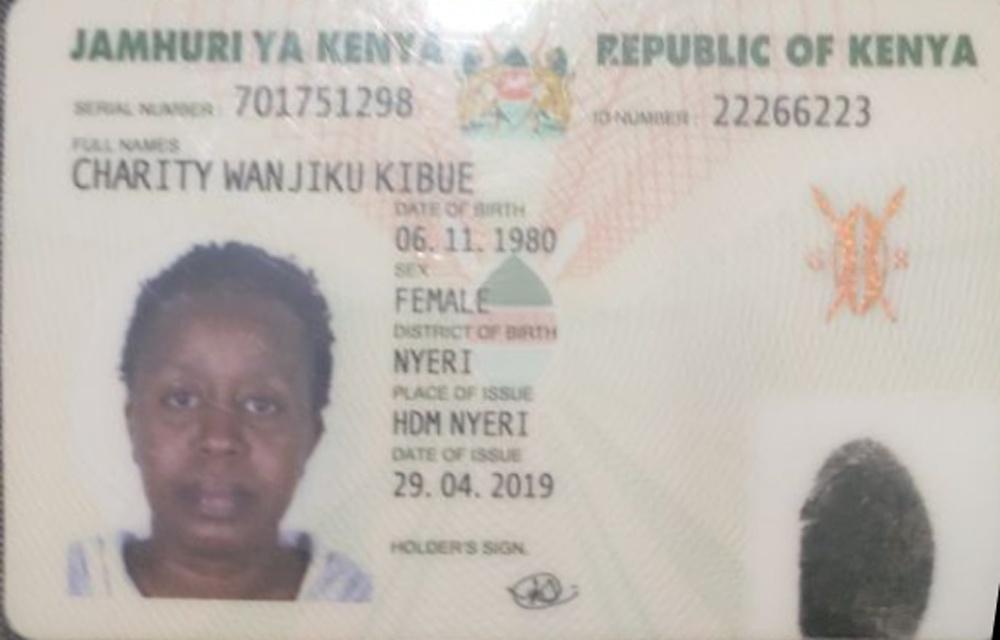 JAMHURI YA KENYA REPUBLIC OF KENYA
SERIAL NUMBER : 701751298 ID NUMBER : 22266223
FULL NAMES
CHARITY WANJIKU KIBUE
DATE OF BIRTH
06. 11. 1980
SEX
FEMALE
DISTRICT OF BIRTH
NYERI
PLACE OF ISSUE
HDM NYERI
DATE OF ISSUE
29. 04. 2019
HOLDER'S SIGN.